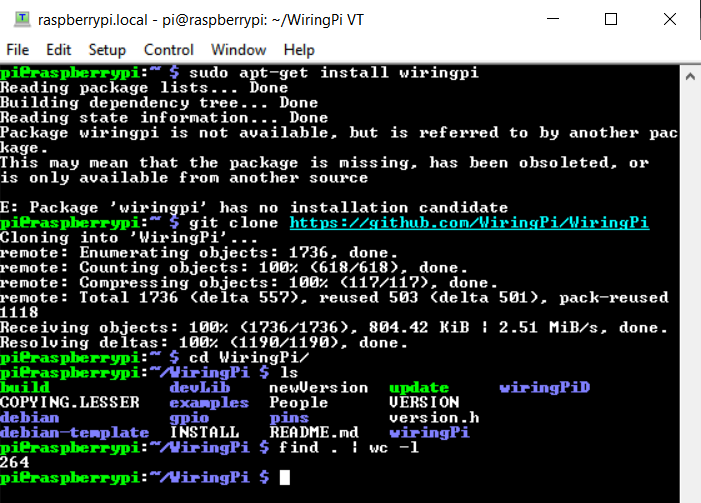 raspberrypi.local - pi@raspberrypi: ~/WiringPi VT
File Edit Setup Control Window Help
pi@raspberrypi:~ $ sudo apt-get install wiringpi
Reading package lists... Done
Building dependency tree... Done
Reading state information... Done
Package wiringpi is not available, but is referred to by another pac
kage.
This may mean that the package is missing, has been obsoleted, or
is only available from another source
E: Package 'wiringpi' has no installation candidate
pi@raspberrypi:~ $ git clone https://github.com/WiringPi/WiringPi
Cloning into 'WiringPi'...
remote: Enumerating objects: 1736, done.
remote: Counting objects: 100% (618/618), done.
remote: Compressing objects: 100% (117/117), done.
remote: Total 1736 (delta 557), reused 503 (delta 501), pack-reused
1118
Receiving objects: 100% (1736/1736), 804.42 KiB | 2.51 MiB/s, done.
Resolving deltas: 100% (1190/1190), done.
pi@raspberrypi:~ $ cd WiringPi/
pi@raspberrypi:~/WiringPi $ ls
build devLib newVersion update wiringPiD
COPYING.LESSER examples People VERSION
debian gpio pins version.h
debian-template INSTALL README.md wiringPi
pi@raspberrypi:~/WiringPi $ find . | wc -l
264
pi@raspberrypi:~/WiringPi $